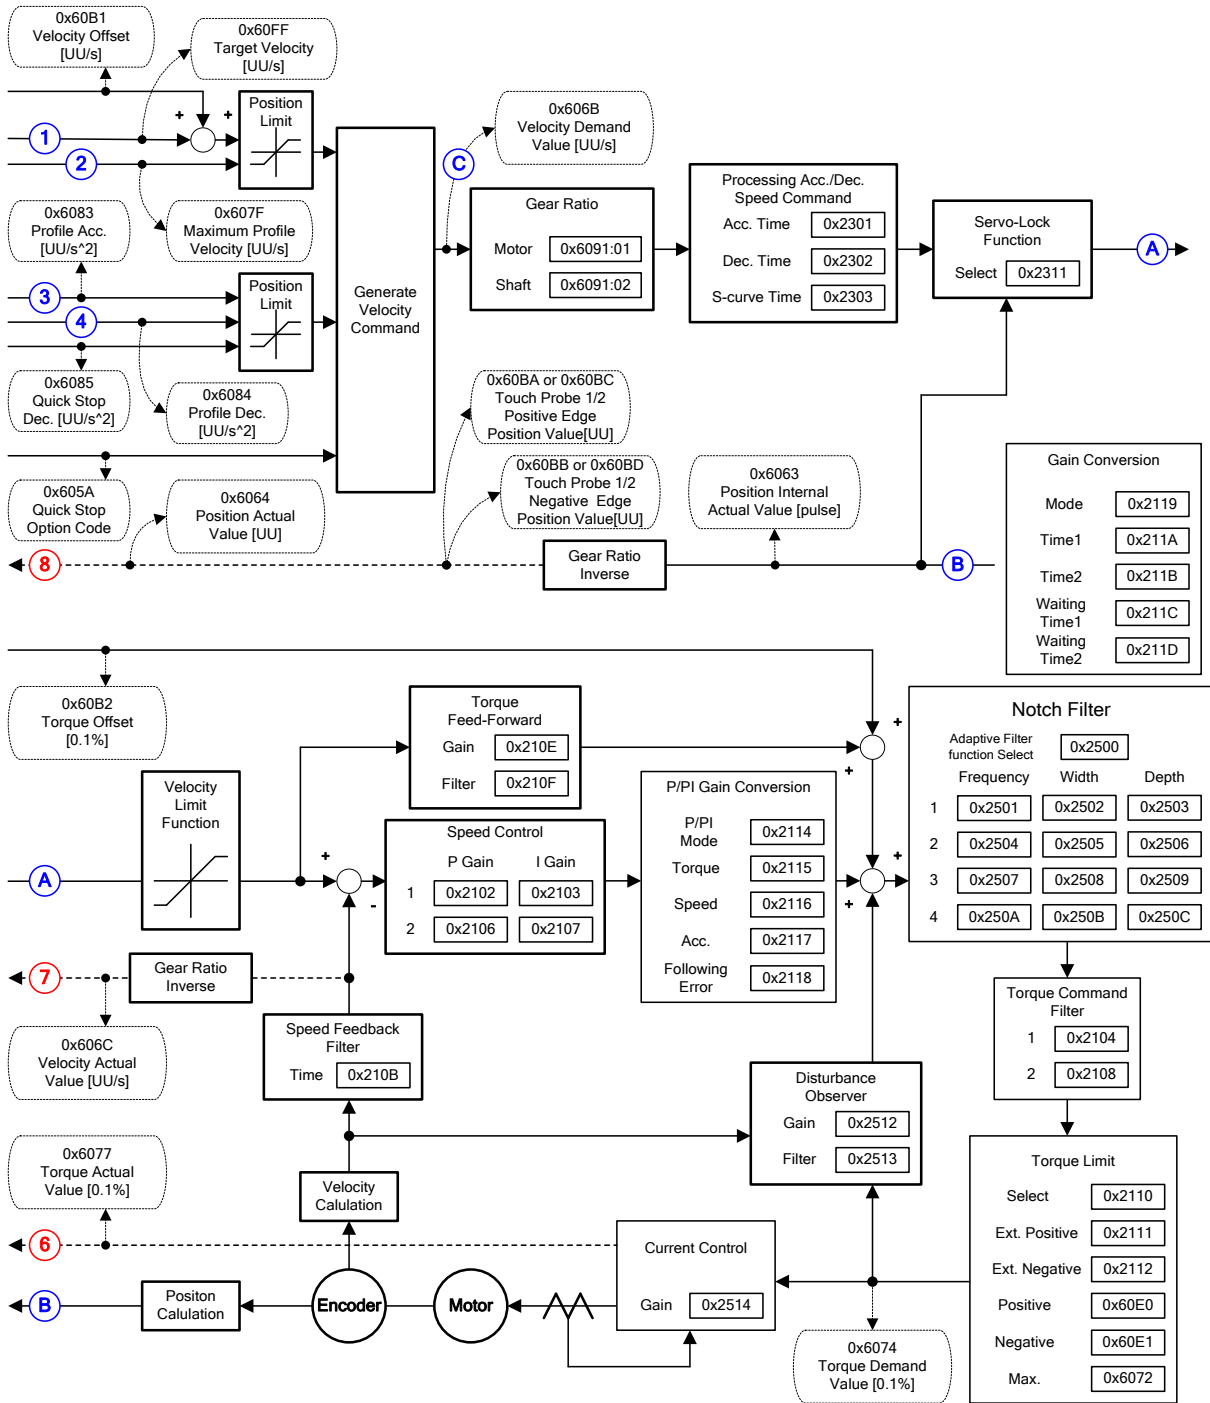 0x60B1
Velocity Offset
[UU/s]
0x60FF
Target Velocity
[UU/s]
+
+
1
2
Position
Limit
0x606B
Velocity Demand
Value [UU/s]
C
0x6083
Profile Acc.
[UU/s^2]
0x607F
Maximum Profile
Velocity [UU/s]
3
4
Position
Limit
Generate
Velocity
Command
Gear Ratio
Motor
0x6091:01
Shaft
0x6091:02
Processing Acc./Dec.
Speed Command
Acc. Time
0x2301
Dec. Time
0x2302
S-curve Time
0x2303
Servo-Lock
Function
Select
0x2311
A
0x6085
Quick Stop
Dec. [UU/s^2]
0x6084
Profile Dec.
[UU/s^2]
0x60BA or 0x60BC
Touch Probe 1/2
Positive Edge
Position Value[UU]
0x605A
Quick Stop
Option Code
0x6064
Position Actual
Value [UU]
0x60BB or 0x60BD
Touch Probe 1/2
Negative  Edge
Position Value[UU]
0x6063
Position Internal
Actual Value [pulse]
8
Gear Ratio
Inverse
B
Gain Conversion
Mode
0x2119
Time1
0x211A
Time2
0x211B
Waiting
Time1
0x211C
Waiting
Time2
0x211D
0x60B2
Torque Offset
[0.1%]
Torque
Feed-Forward
Gain
0x210E
Filter
0x210F
+
+
Notch Filter
Adaptive Filter
function Select
0x2500
Frequency
Width
Depth
1
0x2501
0x2502
0x2503
2
0x2504
0x2505
0x2506
3
0x2507
0x2508
0x2509
4
0x250A
0x250B
0x250C
A
Velocity
Limit
Function
+
-
Speed Control
P Gain
I Gain
1
0x2102
0x2103
2
0x2106
0x2107
P/PI Gain Conversion
P/PI
Mode
0x2114
Torque
0x2115
Speed
0x2116
Acc.
0x2117
Following
Error
0x2118
+
+
7
Gear Ratio
Inverse
0x606C
Velocity Actual
Value [UU/s]
Speed Feedback
Filter
Time
0x210B
Torque Command
Filter
1
0x2104
2
0x2108
Disturbance
Observer
Gain
0x2512
Filter
0x2513
0x6077
Torque Actual
Value [0.1%]
Velocity
Calulation
6
Current Control
Gain
0x2514
Torque Limit
Select
0x2110
Ext. Positive
0x2111
Ext. Negative
0x2112
Positive
0x60E0
Negative
0x60E1
Max.
0x6072
B
Positon
Calulation
Encoder
Motor
0x6074
Torque Demand
Value [0.1%]